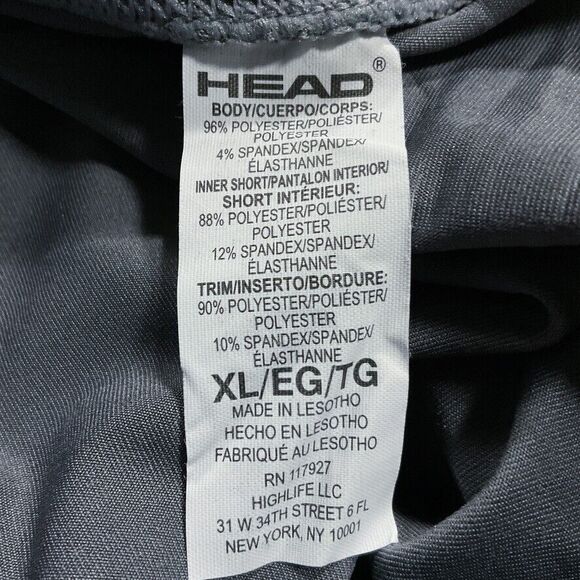 HEAD®
BODY/CUERPO/CORPS:
96% POLYESTER/POLIÉSTER/
POLYESTER
4% SPANDEX/SPANDEX/
ÉLASTHANNE
INNER SHORT/PANTALON INTERIOR/
SHORT INTÉRIEUR:
88% POLYESTER/POLIÉSTER/
POLYESTER
12% SPANDEX/SPANDEX/
ÉLASTHANNE
TRIM/INSERTO/BORDURE:
90% POLYESTER/POLIÉSTER/
POLYESTER
10% SPANDEX/SPANDEX/
ÉLASTHANNE
XL/EG/TG
MADE IN LESOTHO
HECHO EN LESOTHO
FABRIQUÉ AU LESOTHO
RN 117927
HIGHLIFE LLC
31 W 34TH STREET 6 FL
NEW YORK, NY 10001